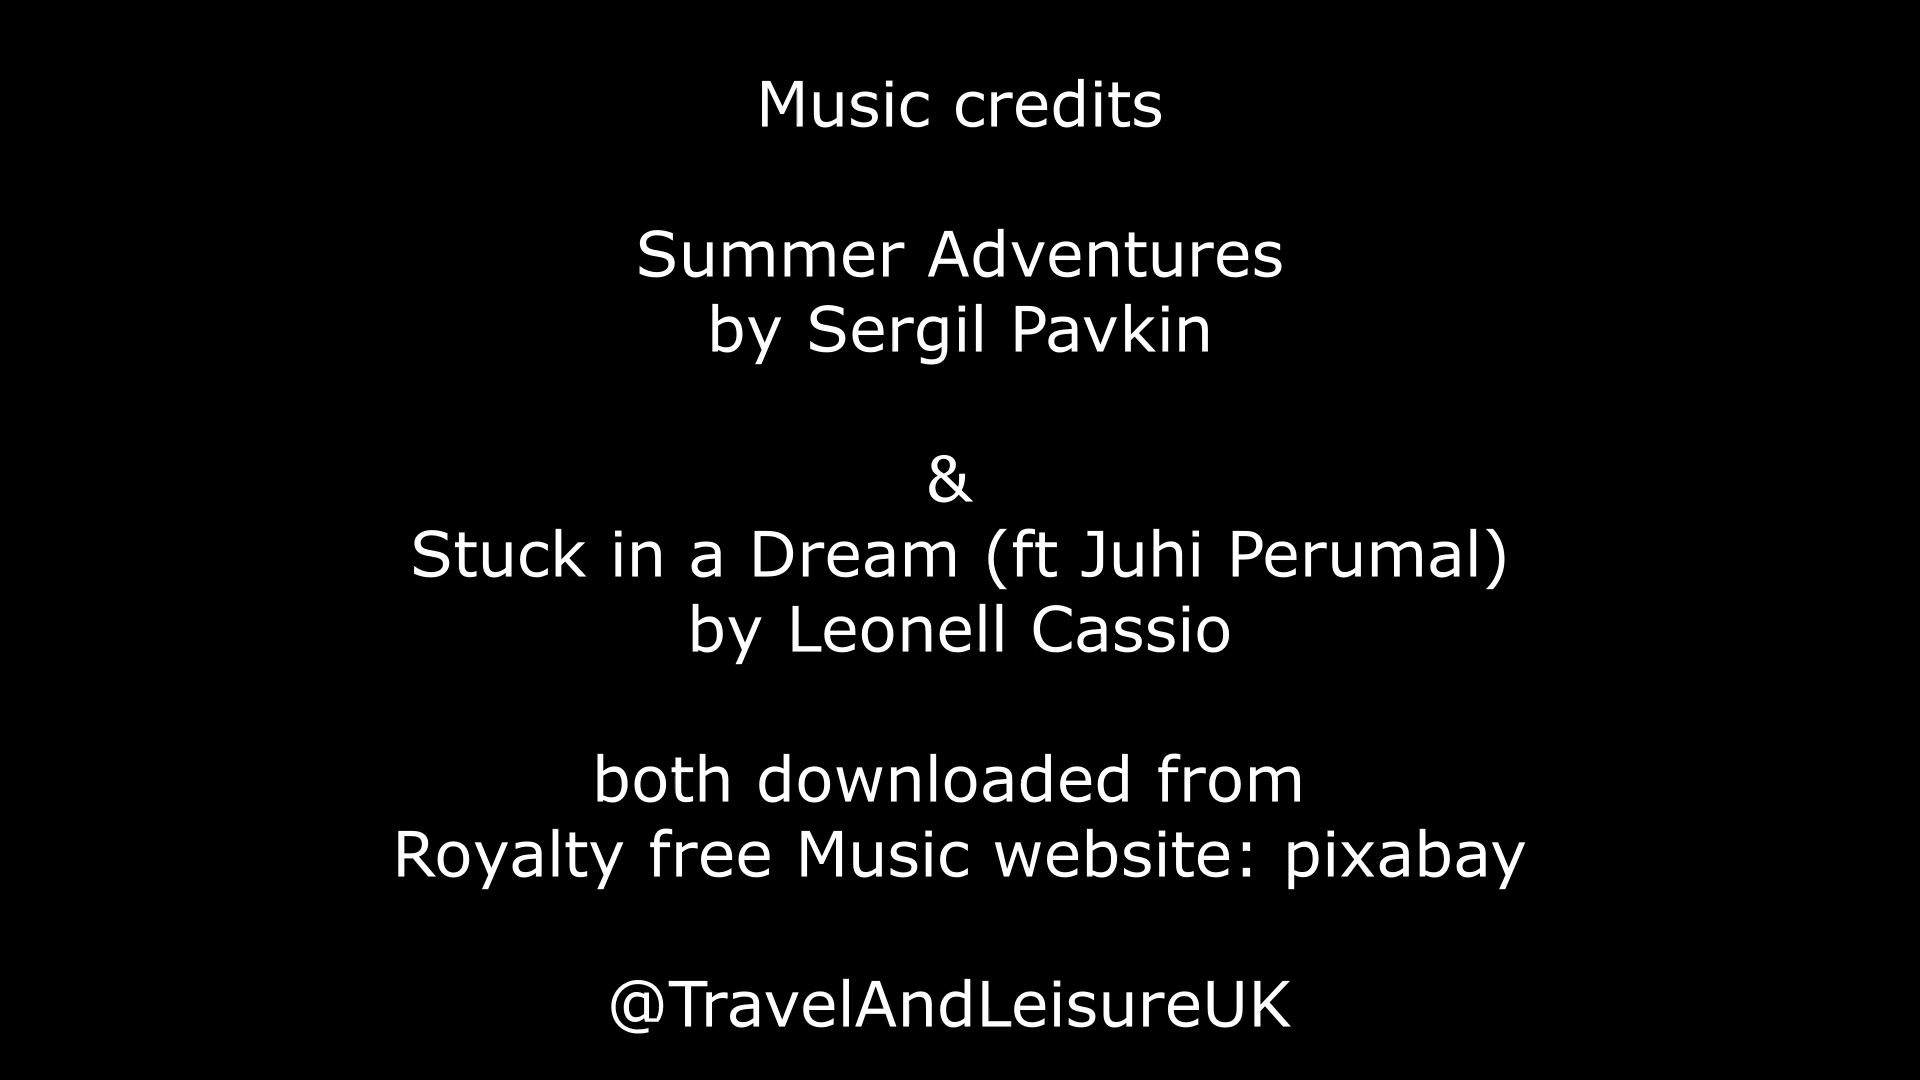 Music credits
Summer Adventures
by Sergil Pavkin
&
Stuck in a Dream (ft Juhi Perumal)
by Leonell Cassio
both downloaded from
Royalty free Music website: pixabay
@TravelAndLeisureUK